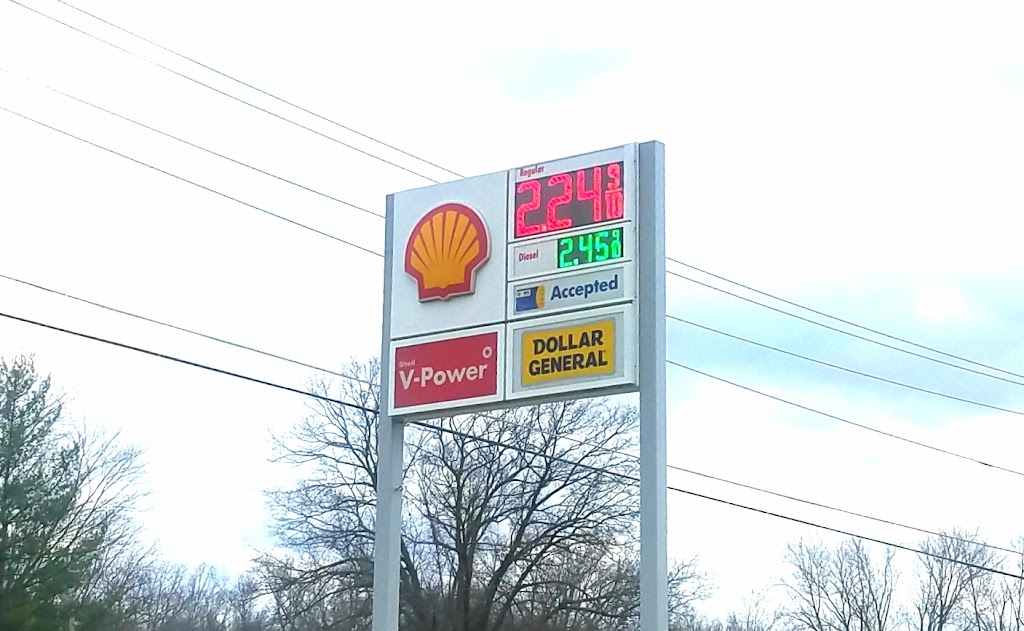 Regular
2.24 9/10
Diesel
2.45 9/10
Accepted
Shell
V-Power
DOLLAR
GENERAL